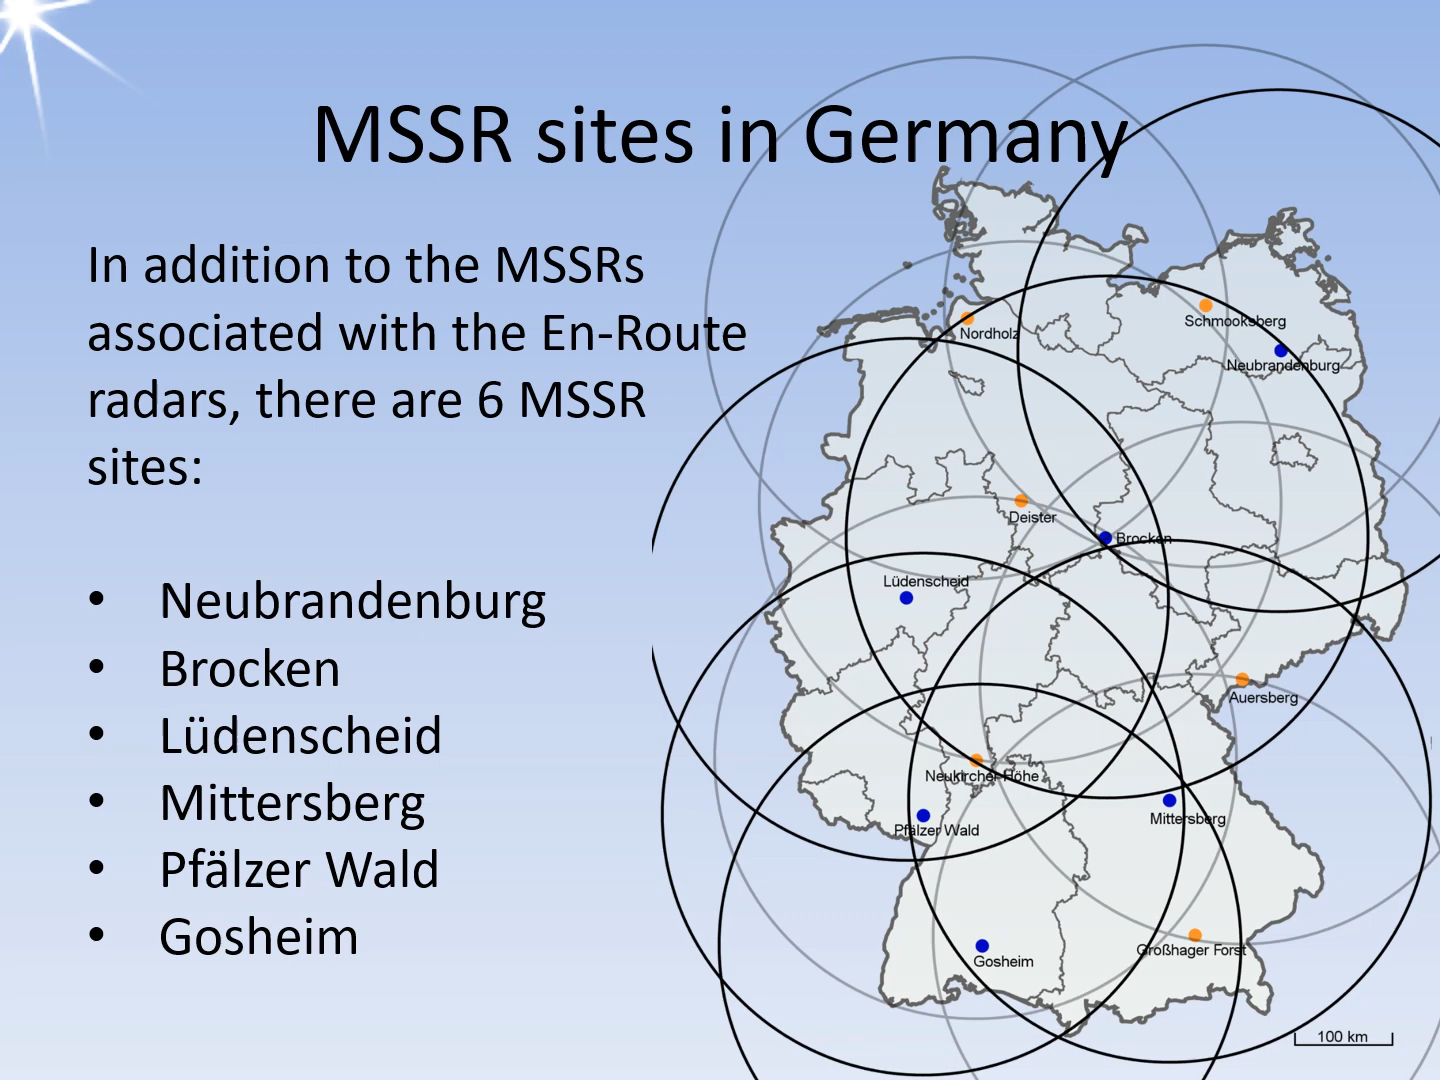 MSSR sites in Germany
In addition to the MSSRs
associated with the En-Route
radars, there are 6 MSSR
sites:
• Neubrandenburg
• Brocken
• Lüdenscheid
• Mittersberg
• Pfälzer Wald
• Gosheim
Schmooksberg
Nordholz
Neubrandenburg
Deister
Brocken
Lüdenscheid
Auersberg
Neukircher Höhe
Mittersberg
Pfälzer Wald
Großhager Forst
Gosheim
100 km